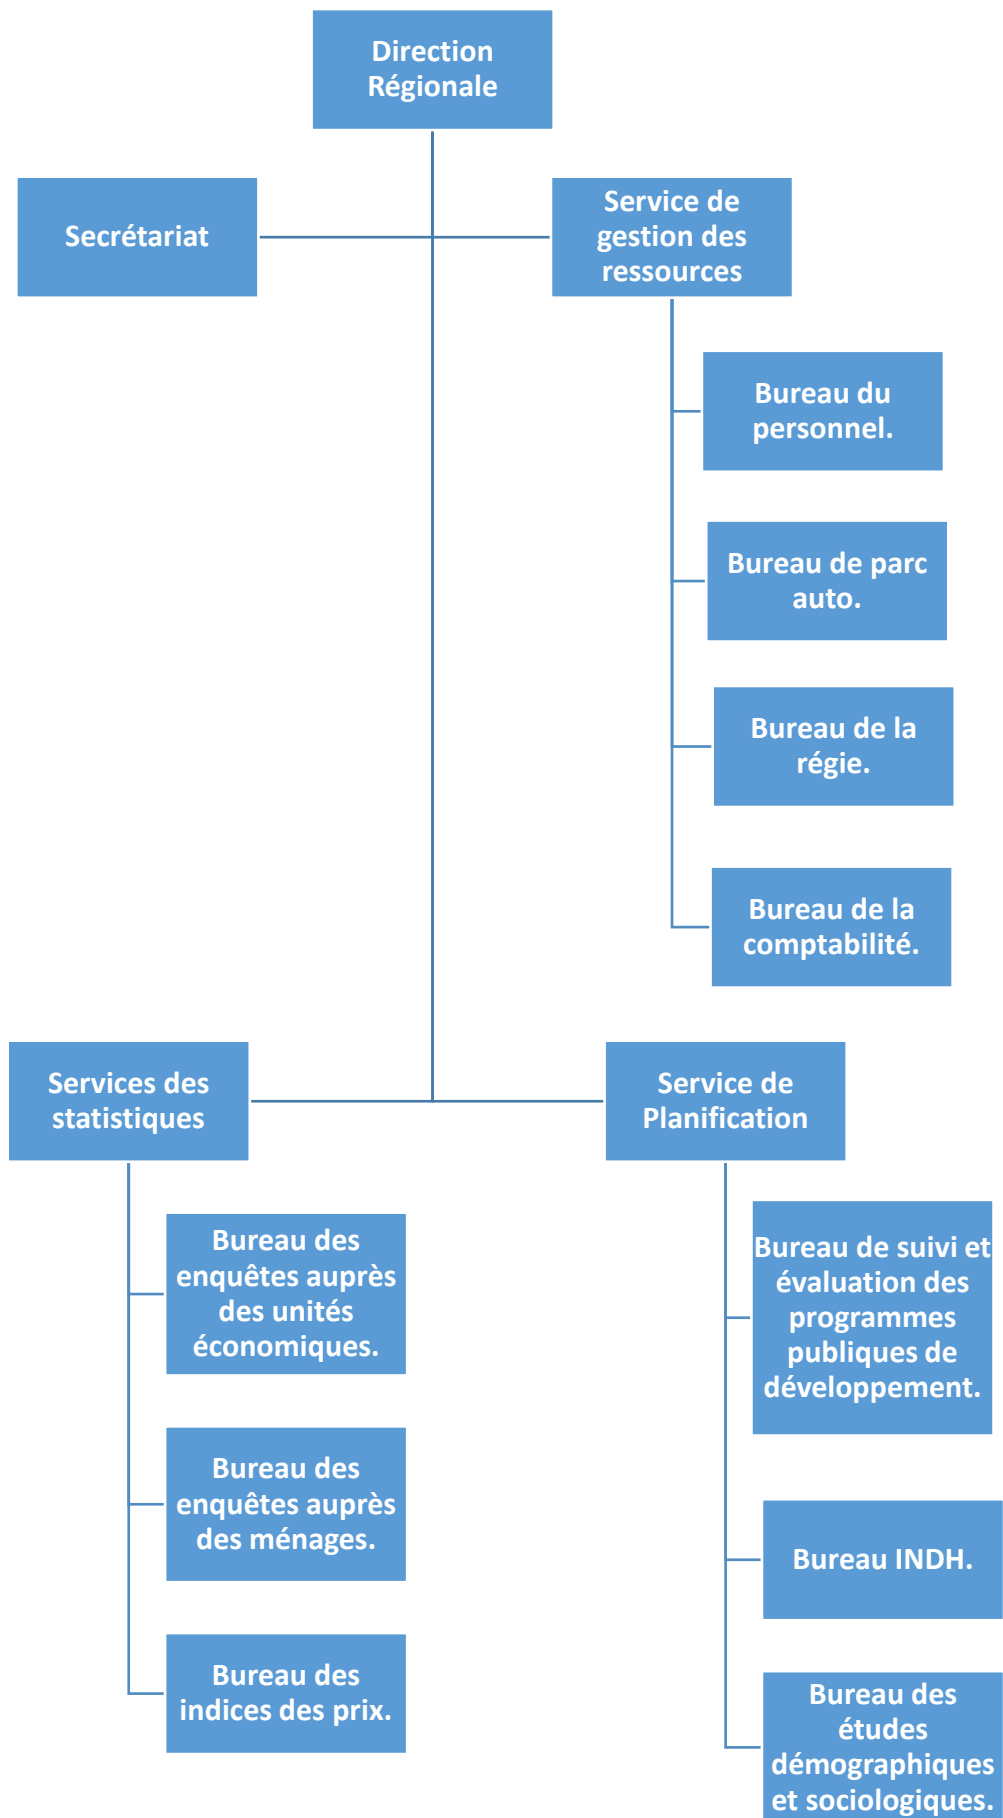 Direction
Régionale
Secrétariat
Service de
gestion des
ressources
Bureau du
personnel.
Bureau de parc
auto.
Bureau de la
régie.
Bureau de la
comptabilité.
Services des
statistiques
Service de
Planification
Bureau des
enquêtes auprès
des unités
économiques.
Bureau des
enquêtes auprès
des ménages.
Bureau des
indices des prix.
Bureau de suivi et
évaluation des
programmes
publiques de
développement.
Bureau INDH.
Bureau des
études
démographiques
et sociologiques.